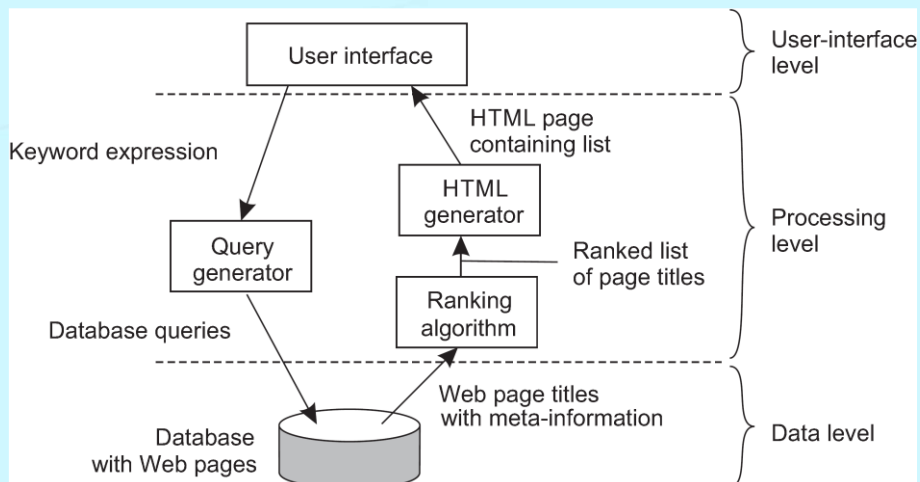 User interface
User-interface
level
HTML page
containing list
Keyword expression
HTML
generator
Processing
level
Query
generator
Ranked list
of page titles
Ranking
algorithm
Database queries
Web page titles
with meta-information
Database
with Web pages
Data level